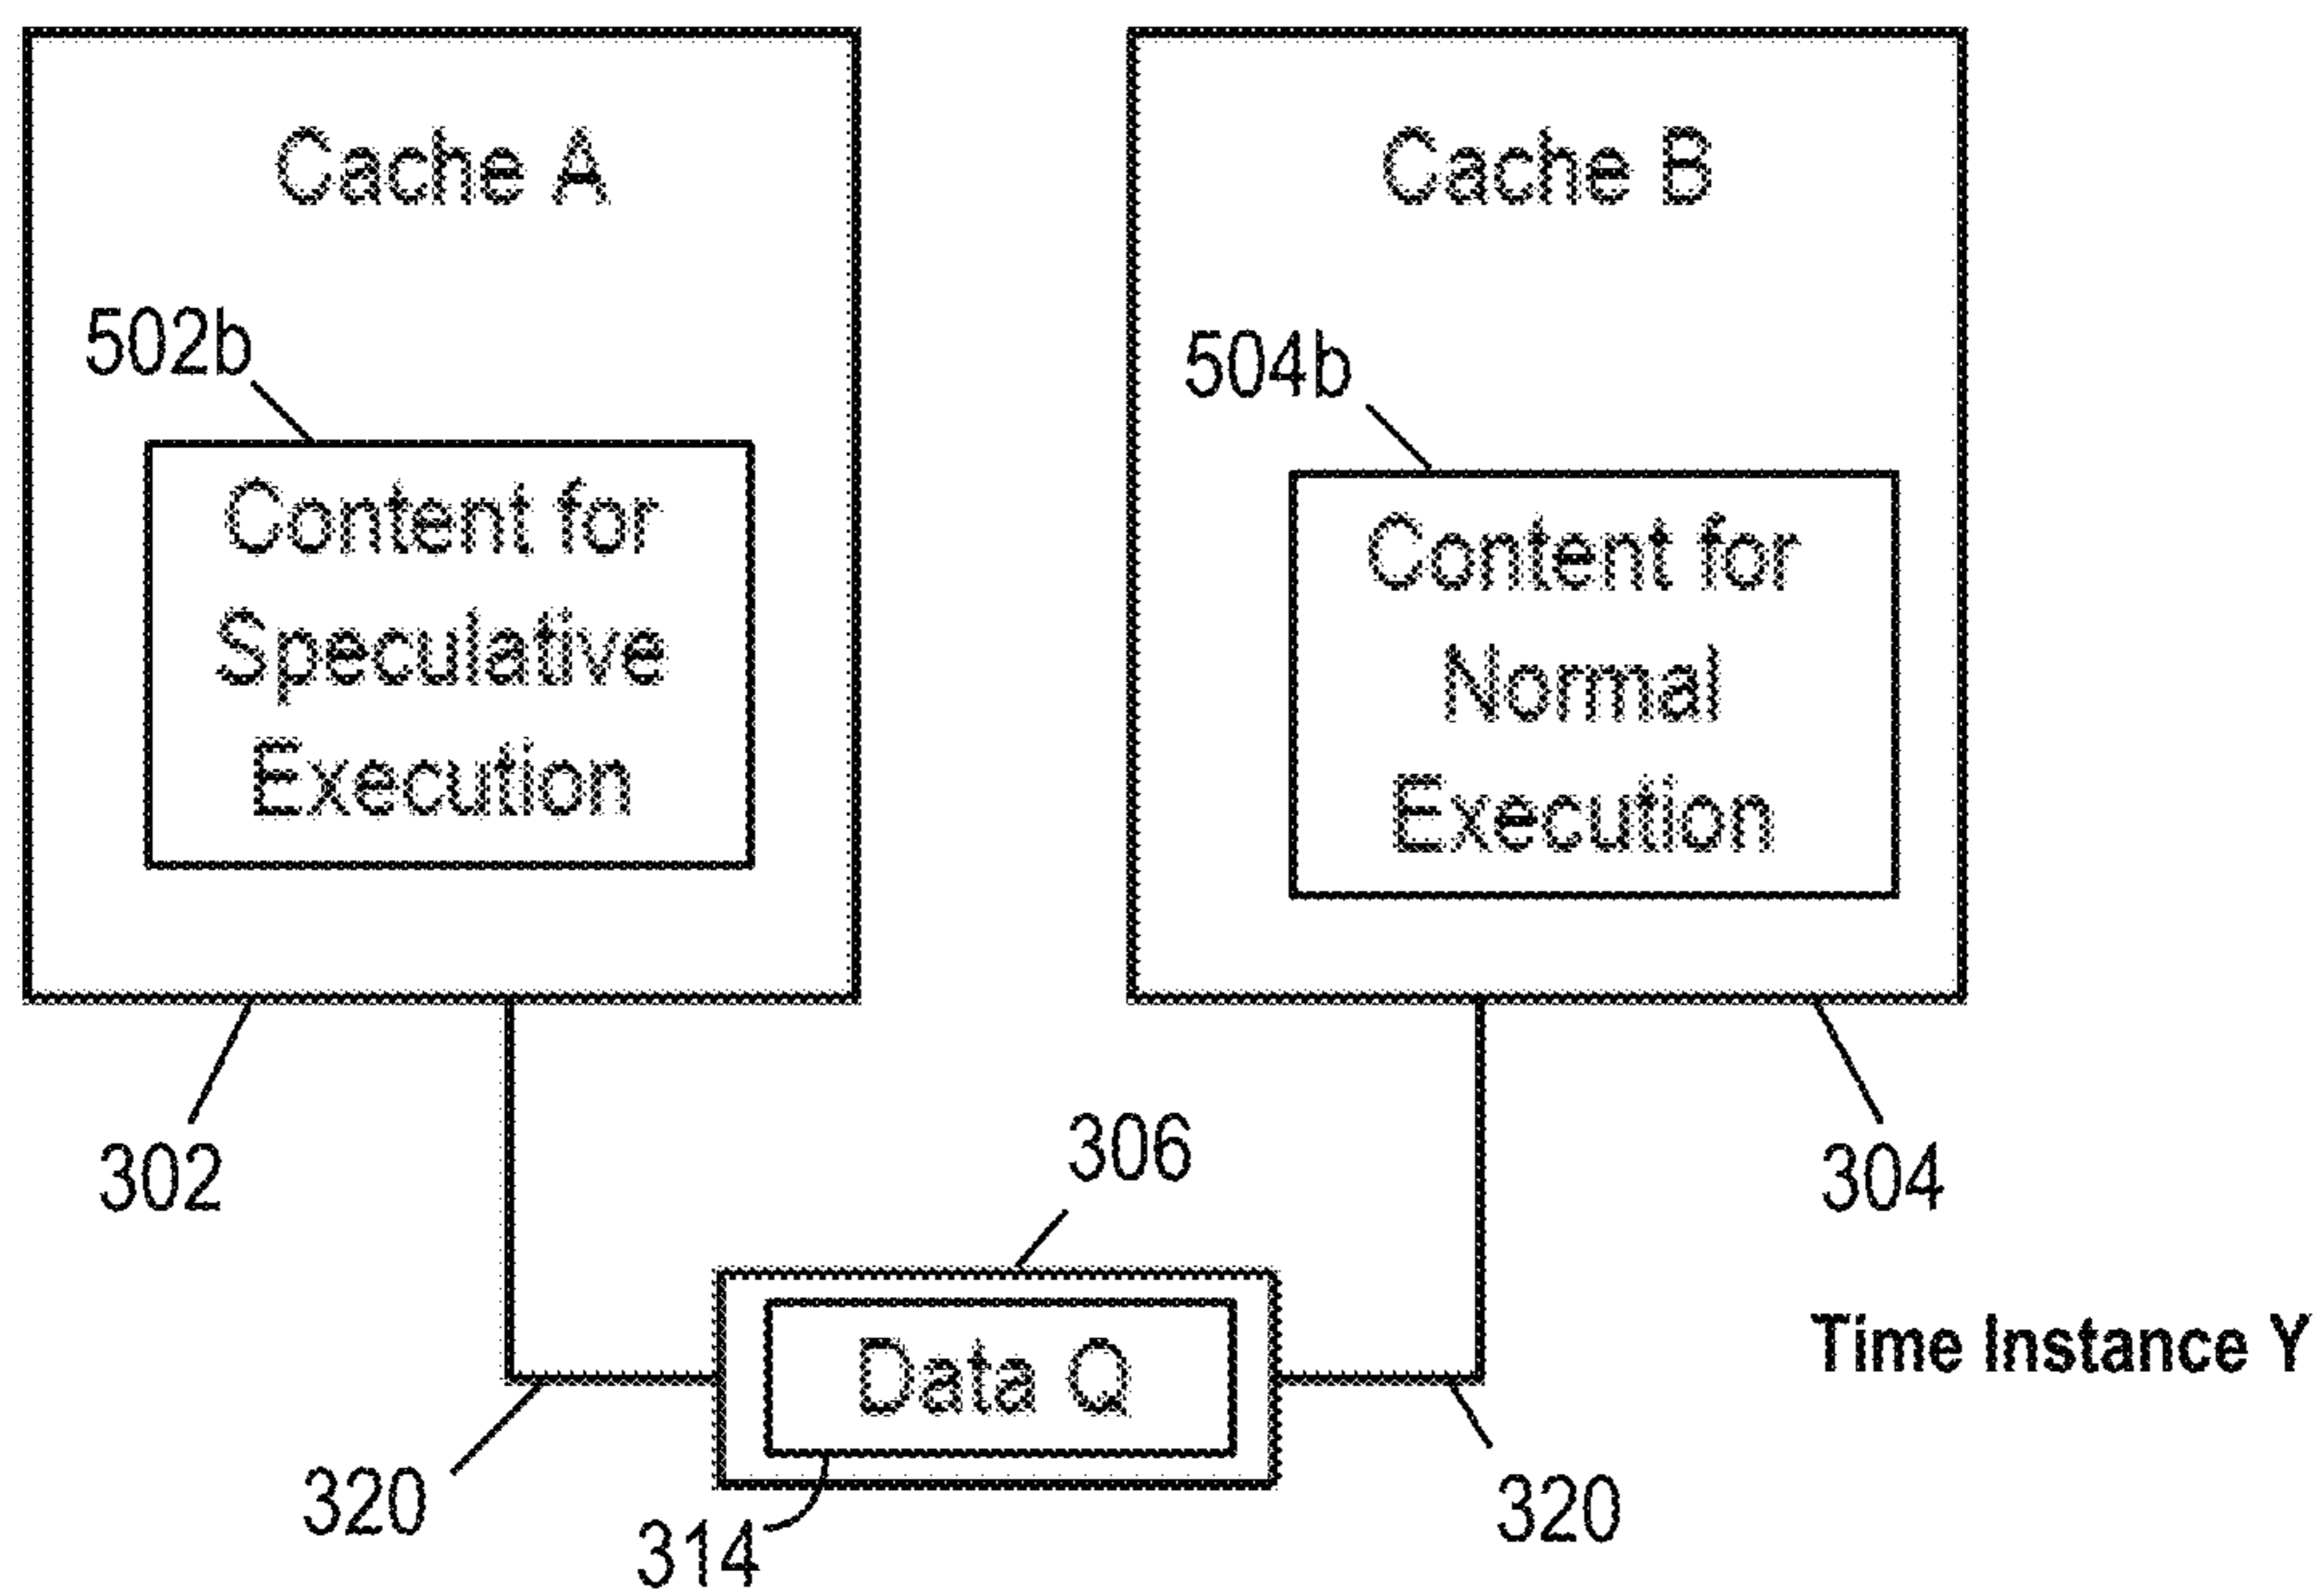 Cache A
502b
Content for
Speculative
Execution
302
Cache B
504b
Content for
Normal
Execution
304
306
Data Q
314
320
320
Time Instance Y